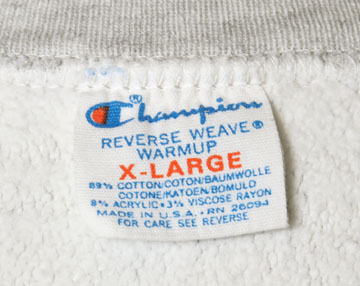 Champion®
REVERSE WEAVE®
WARMUP
X-LARGE
89% COTTON/COTON/BAUMWOLLE
COTONE/KATOEN/BOMULD
8% ACRYLIC • 3% VISCOSE RAYON
MADE IN U.S.A. • RN 26094
FOR CARE SEE REVERSE